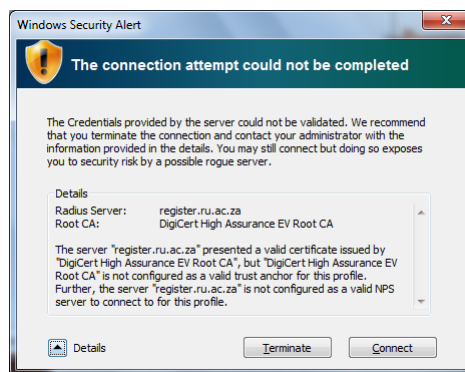 Windows Security Alert
The connection attempt could not be completed
The Credentials provided by the server could not be validated. We recommend
that you terminate the connection and contact your administrator with the
information provided in the details. You may still connect but doing so exposes
you to security risk by a possible rogue server.
Details
Radius Server: register.ru.ac.za
Root CA: DigiCert High Assurance EV Root CA
The server "register.ru.ac.za" presented a valid certificate issued by
"DigiCert High Assurance EV Root CA", but "DigiCert High Assurance EV
Root CA" is not configured as a valid trust anchor for this profile.
Further, the server "register.ru.ac.za" is not configured as a valid NPS
server to connect to for this profile.
Details
Terminate
Connect